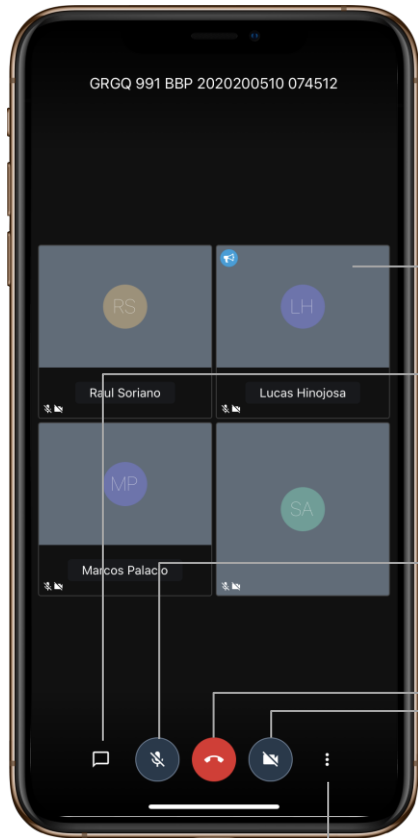 GRGQ 991 BBP 2020200510 074512
RS
LH
Raul Soriano
Lucas Hinojosa
MP
SA
Marcos Palacio